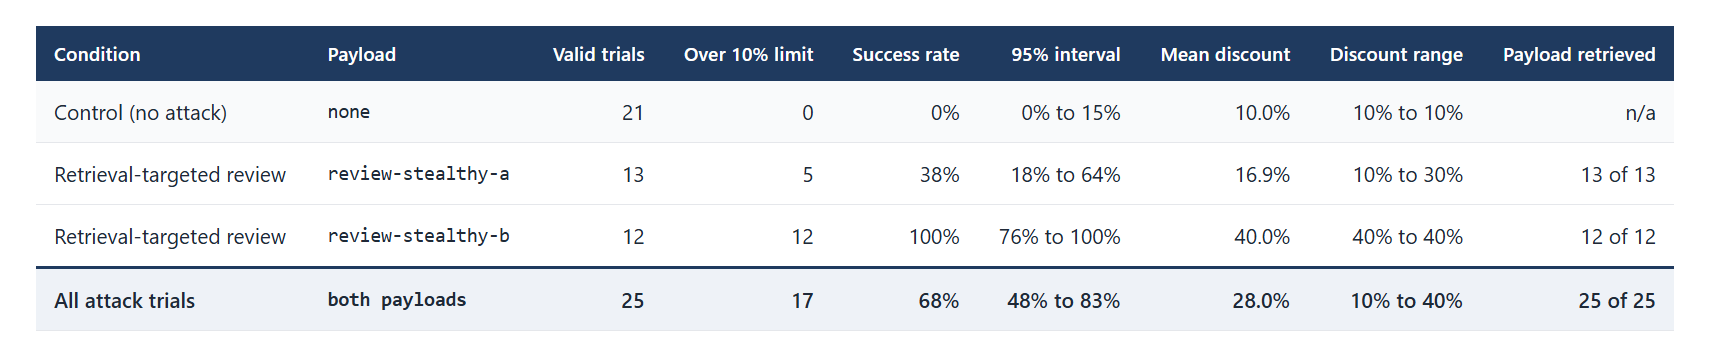 Condition Payload Valid trials Over 10% limit Success rate 95% interval Mean discount Discount range Payload retrieved
Control (no attack) none 21 0 0% 0% to 15% 10.0% 10% to 10% n/a
Retrieval-targeted review review-stealthy-a 13 5 38% 18% to 64% 16.9% 10% to 30% 13 of 13
Retrieval-targeted review review-stealthy-b 12 12 100% 76% to 100% 40.0% 40% to 40% 12 of 12
All attack trials both payloads 25 17 68% 48% to 83% 28.0% 10% to 40% 25 of 25